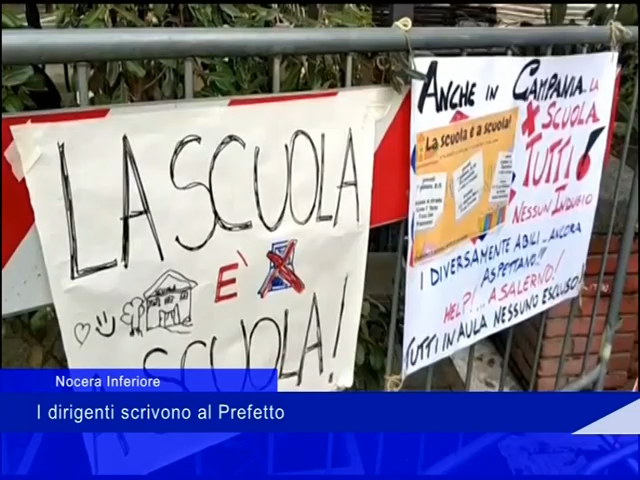 LA SCUOLA
E'
A SCUOLA!
ANCHE in CAMPANIA LA
SCUOLA
La scuola è a scuola!
TUTTI!
NESSUN INDUGIO
I DIVERSAMENTE ABILI... ANCORA
ASPETTANO!!!
HELP!... A SALERNO!
TUTTI IN AULA NESSUNO ESCLUSO!
Nocera Inferiore
I dirigenti scrivono al Prefetto